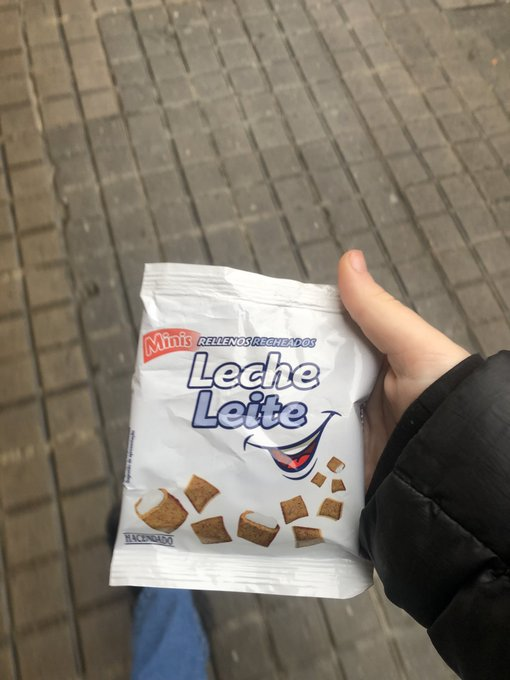 Minis
RELLENOS RECHEADOS
Leche
Leite
HACENDADO